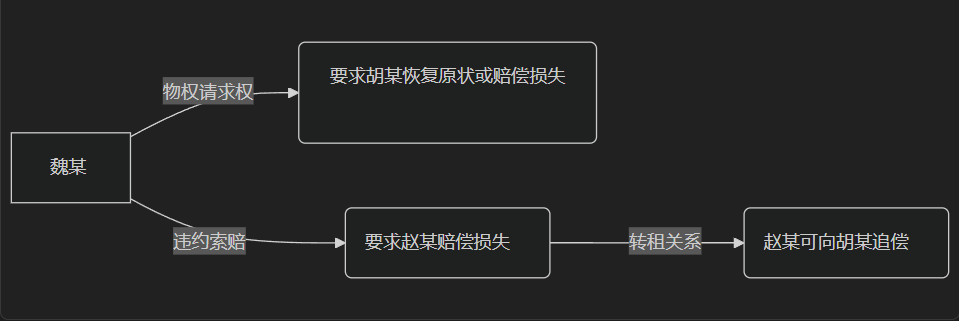 物权请求权
要求胡某恢复原状或赔偿损失
魏某
违约索赔
要求赵某赔偿损失
转租关系
赵某可向胡某追偿